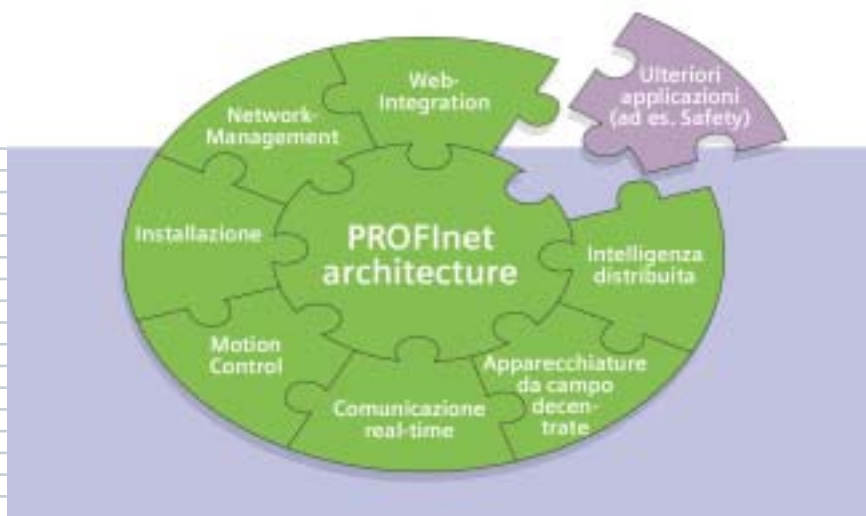 Web-
Integration
Ulteriori
applicazioni
(ad es. Safety)
Network-
Management
Installazione
PROFInet
architecture
Intelligenza
distribuita
Motion
Control
Apparecchiature
da campo
decen-
trate
Comunicazione
real-time